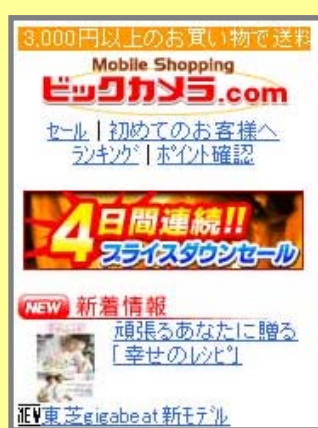 3,000円以上のお買い物で送料
Mobile Shopping
ビックカメラ.com
セール | 初めてのお客様へ
ﾗﾝｷﾝｸﾞ | ﾎﾟｲﾝﾄ確認
4日間連続!!
プライスダウンセール
NEW 新着情報
頑張るあなたに贈る
「幸せのﾚｼﾋﾟ」
NEW東芝gigabeat新ﾓﾃﾞﾙ